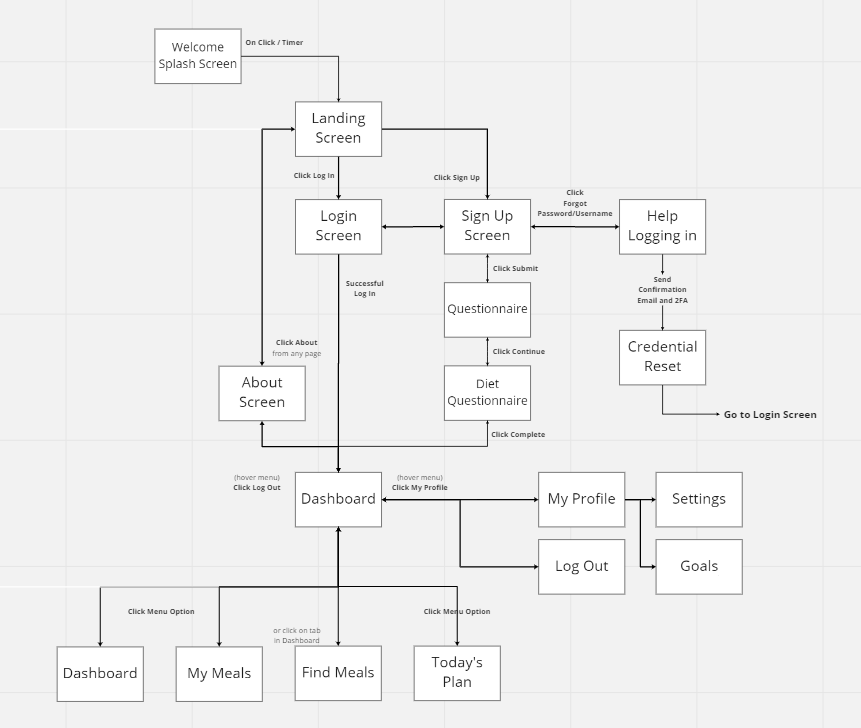 Welcome
Splash Screen
On Click / Timer
Landing
Screen
Click Log In
Click Sign Up
Click
Forgot
Password/Username
Login
Screen
Sign Up
Screen
Help
Logging in
Successful
Log In
Click Submit
Send
Confirmation
Email and 2FA
Questionnaire
Click About
from any page
Click Continue
Credential
Reset
About
Screen
Diet
Questionnaire
Go to Login Screen
Click Complete
(hover menu)
Click Log Out
Dashboard
(hover menu)
Click My Profile
My Profile
Settings
Log Out
Goals
Click Menu Option
Click Menu Option
or click on tab
in Dashboard
Dashboard
My Meals
Find Meals
Today's
Plan